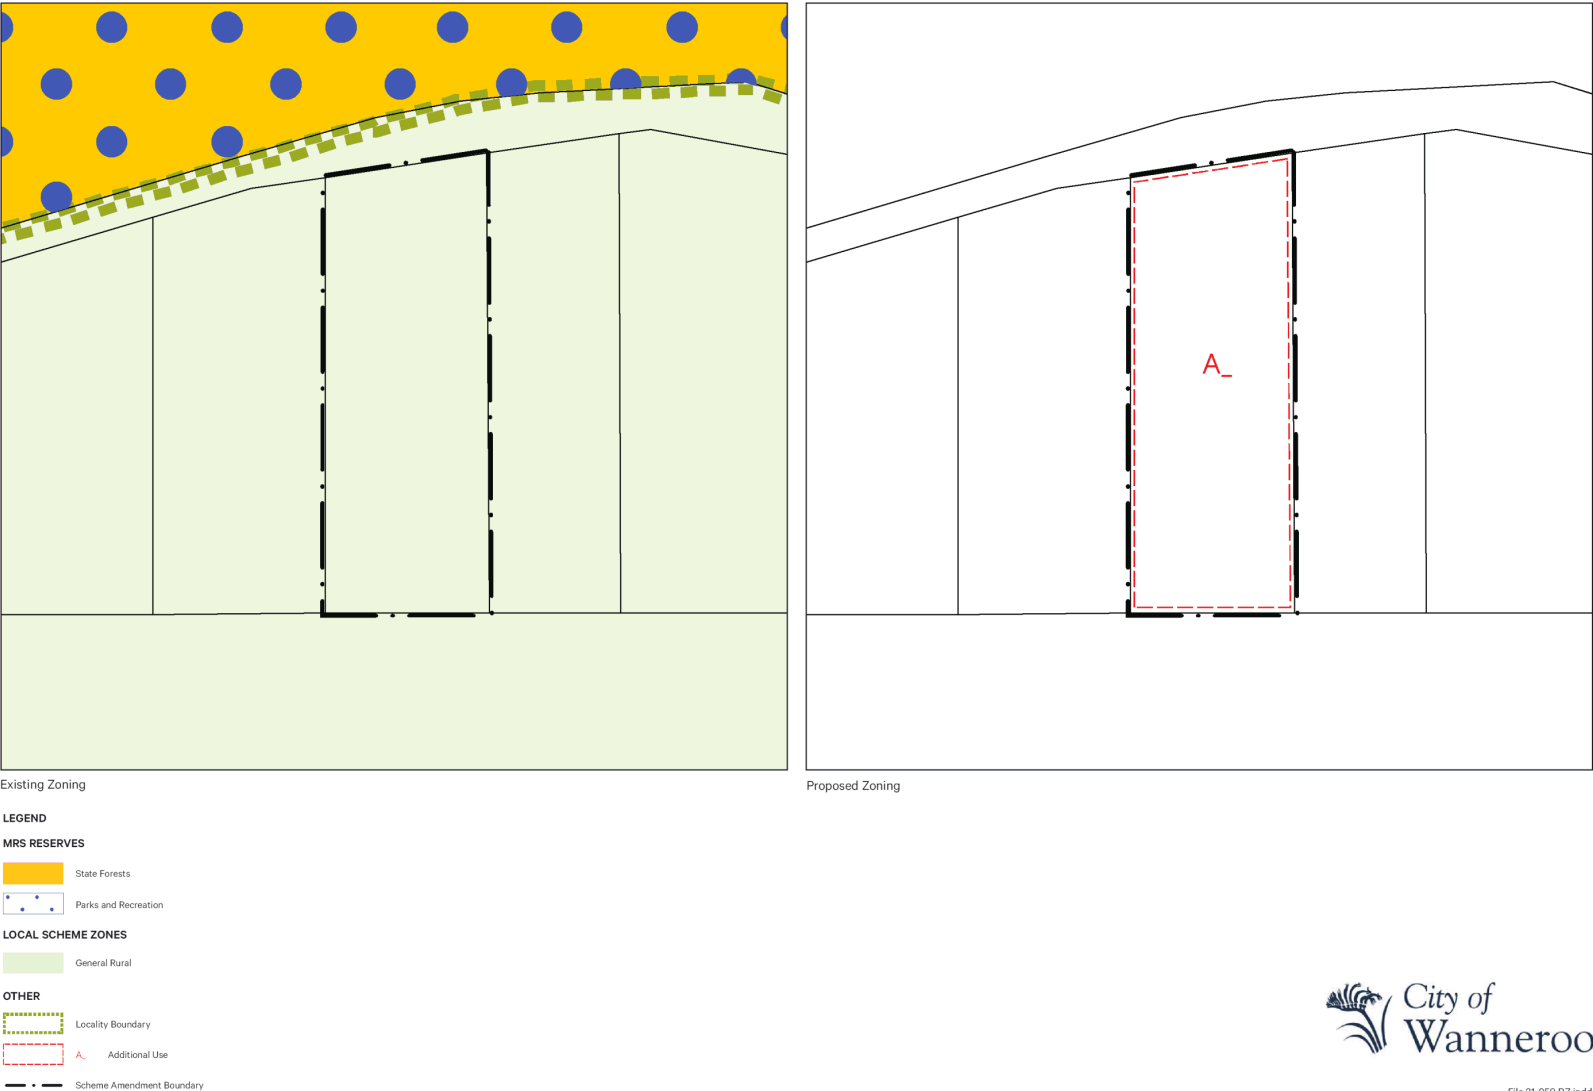 A_
Existing Zoning
Proposed Zoning
LEGEND
MRS RESERVES
State Forests
Parks and Recreation
LOCAL SCHEME ZONES
General Rural
OTHER
Locality Boundary
A_ Additional Use
Scheme Amendment Boundary
City of
Wanneroo